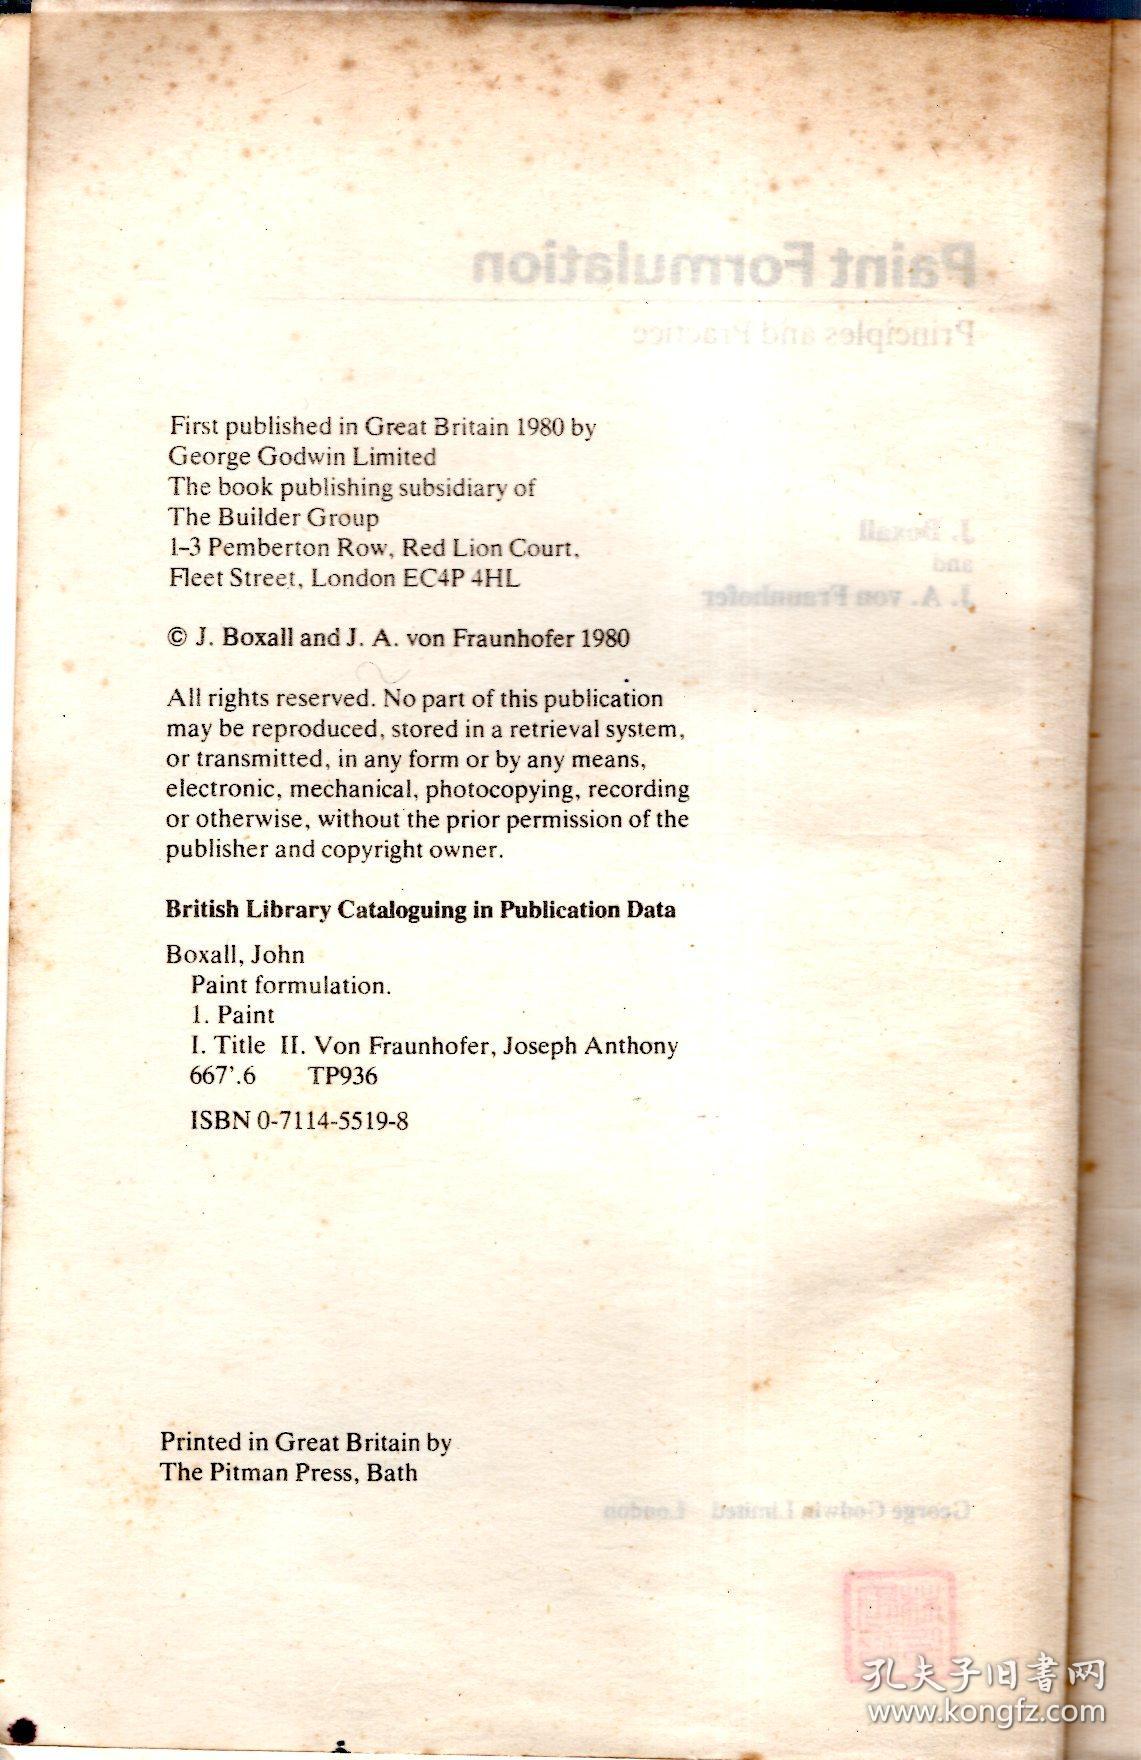 Paint Formulation
Principles and Practice
First published in Great Britain 1980 by
George Godwin Limited
The book publishing subsidiary of
The Builder Group
1–3 Pemberton Row, Red Lion Court,
Fleet Street, London EC4P 4HL
J. Boxall
and
J. A. von Fraunhofer
© J. Boxall and J. A. von Fraunhofer 1980
All rights reserved. No part of this publication
may be reproduced, stored in a retrieval system,
or transmitted, in any form or by any means,
electronic, mechanical, photocopying, recording
or otherwise, without the prior permission of the
publisher and copyright owner.
British Library Cataloguing in Publication Data
Boxall, John
Paint formulation.
1. Paint
I. Title II. Von Fraunhofer, Joseph Anthony
667'.6 TP936
ISBN 0-7114-5519-8
Printed in Great Britain by
The Pitman Press, Bath
George Godwin Limited London
孔夫子旧书网
www.kongfz.com